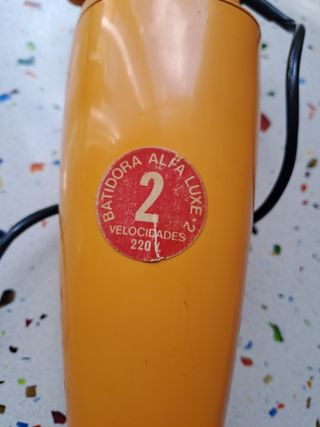 BATIDORA ALFA LUXE-2
2
VELOCIDADES
220 V.